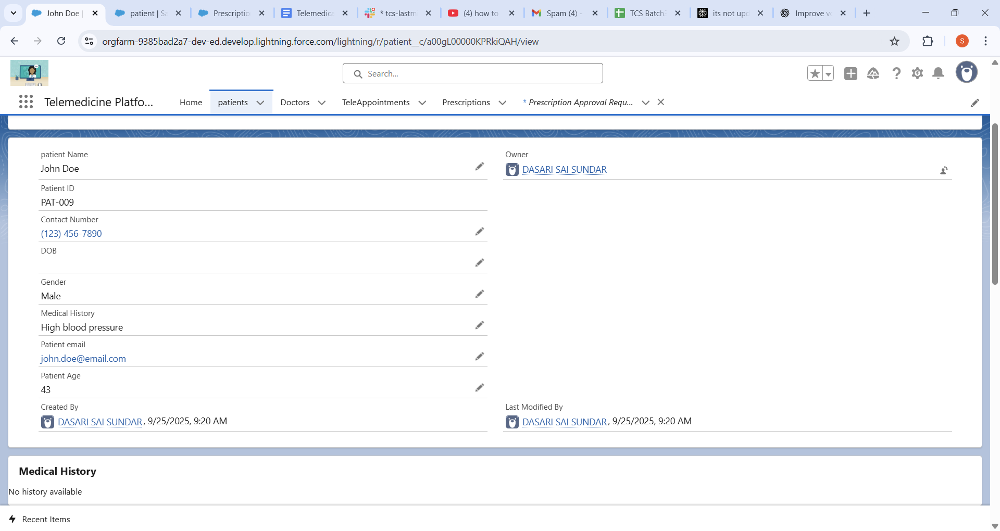 John Doe |
patient | Sa
Prescriptio
Telemedica
* tcs-lastm
(4) how to
Spam (4) -
TCS Batch
its not upd
Improve v
orgfarm-9385bad2a7-dev-ed.develop.lightning.force.com/lightning/r/patient__c/a00gL00000KPRkiQAH/view
S
Search...
Telemedicine Platfo...
Home
patients
Doctors
TeleAppointments
Prescriptions
* Prescription Approval Requ...
patient Name
John Doe
Owner
DASARI SAI SUNDAR
Patient ID
PAT-009
Contact Number
(123) 456-7890
DOB
Gender
Male
Medical History
High blood pressure
Patient email
john.doe@email.com
Patient Age
43
Created By
DASARI SAI SUNDAR, 9/25/2025, 9:20 AM
Last Modified By
DASARI SAI SUNDAR, 9/25/2025, 9:20 AM
Medical History
No history available
Recent Items